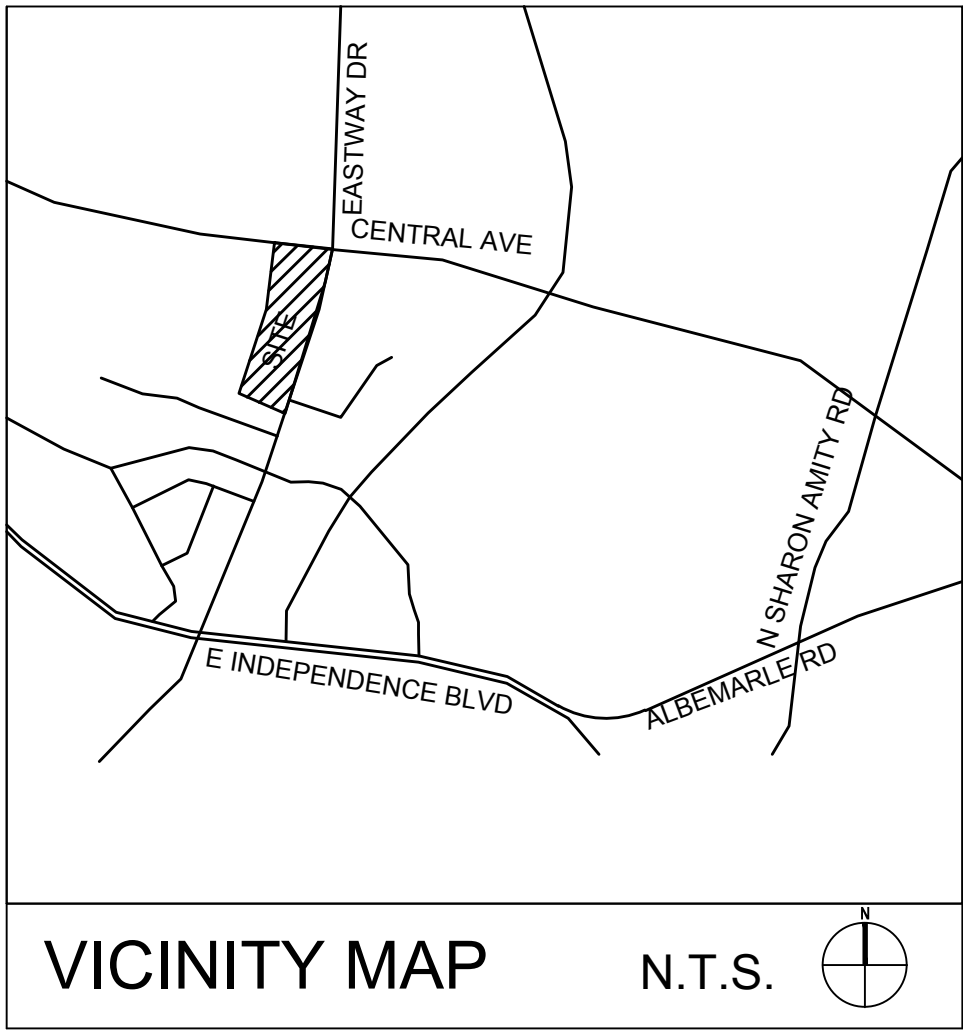 EASTWAY DR
CENTRAL AVE
SITE
N SHARON AMITY RD
E INDEPENDENCE BLVD
ALBEMARLE RD
VICINITY MAP
N.T.S.
N